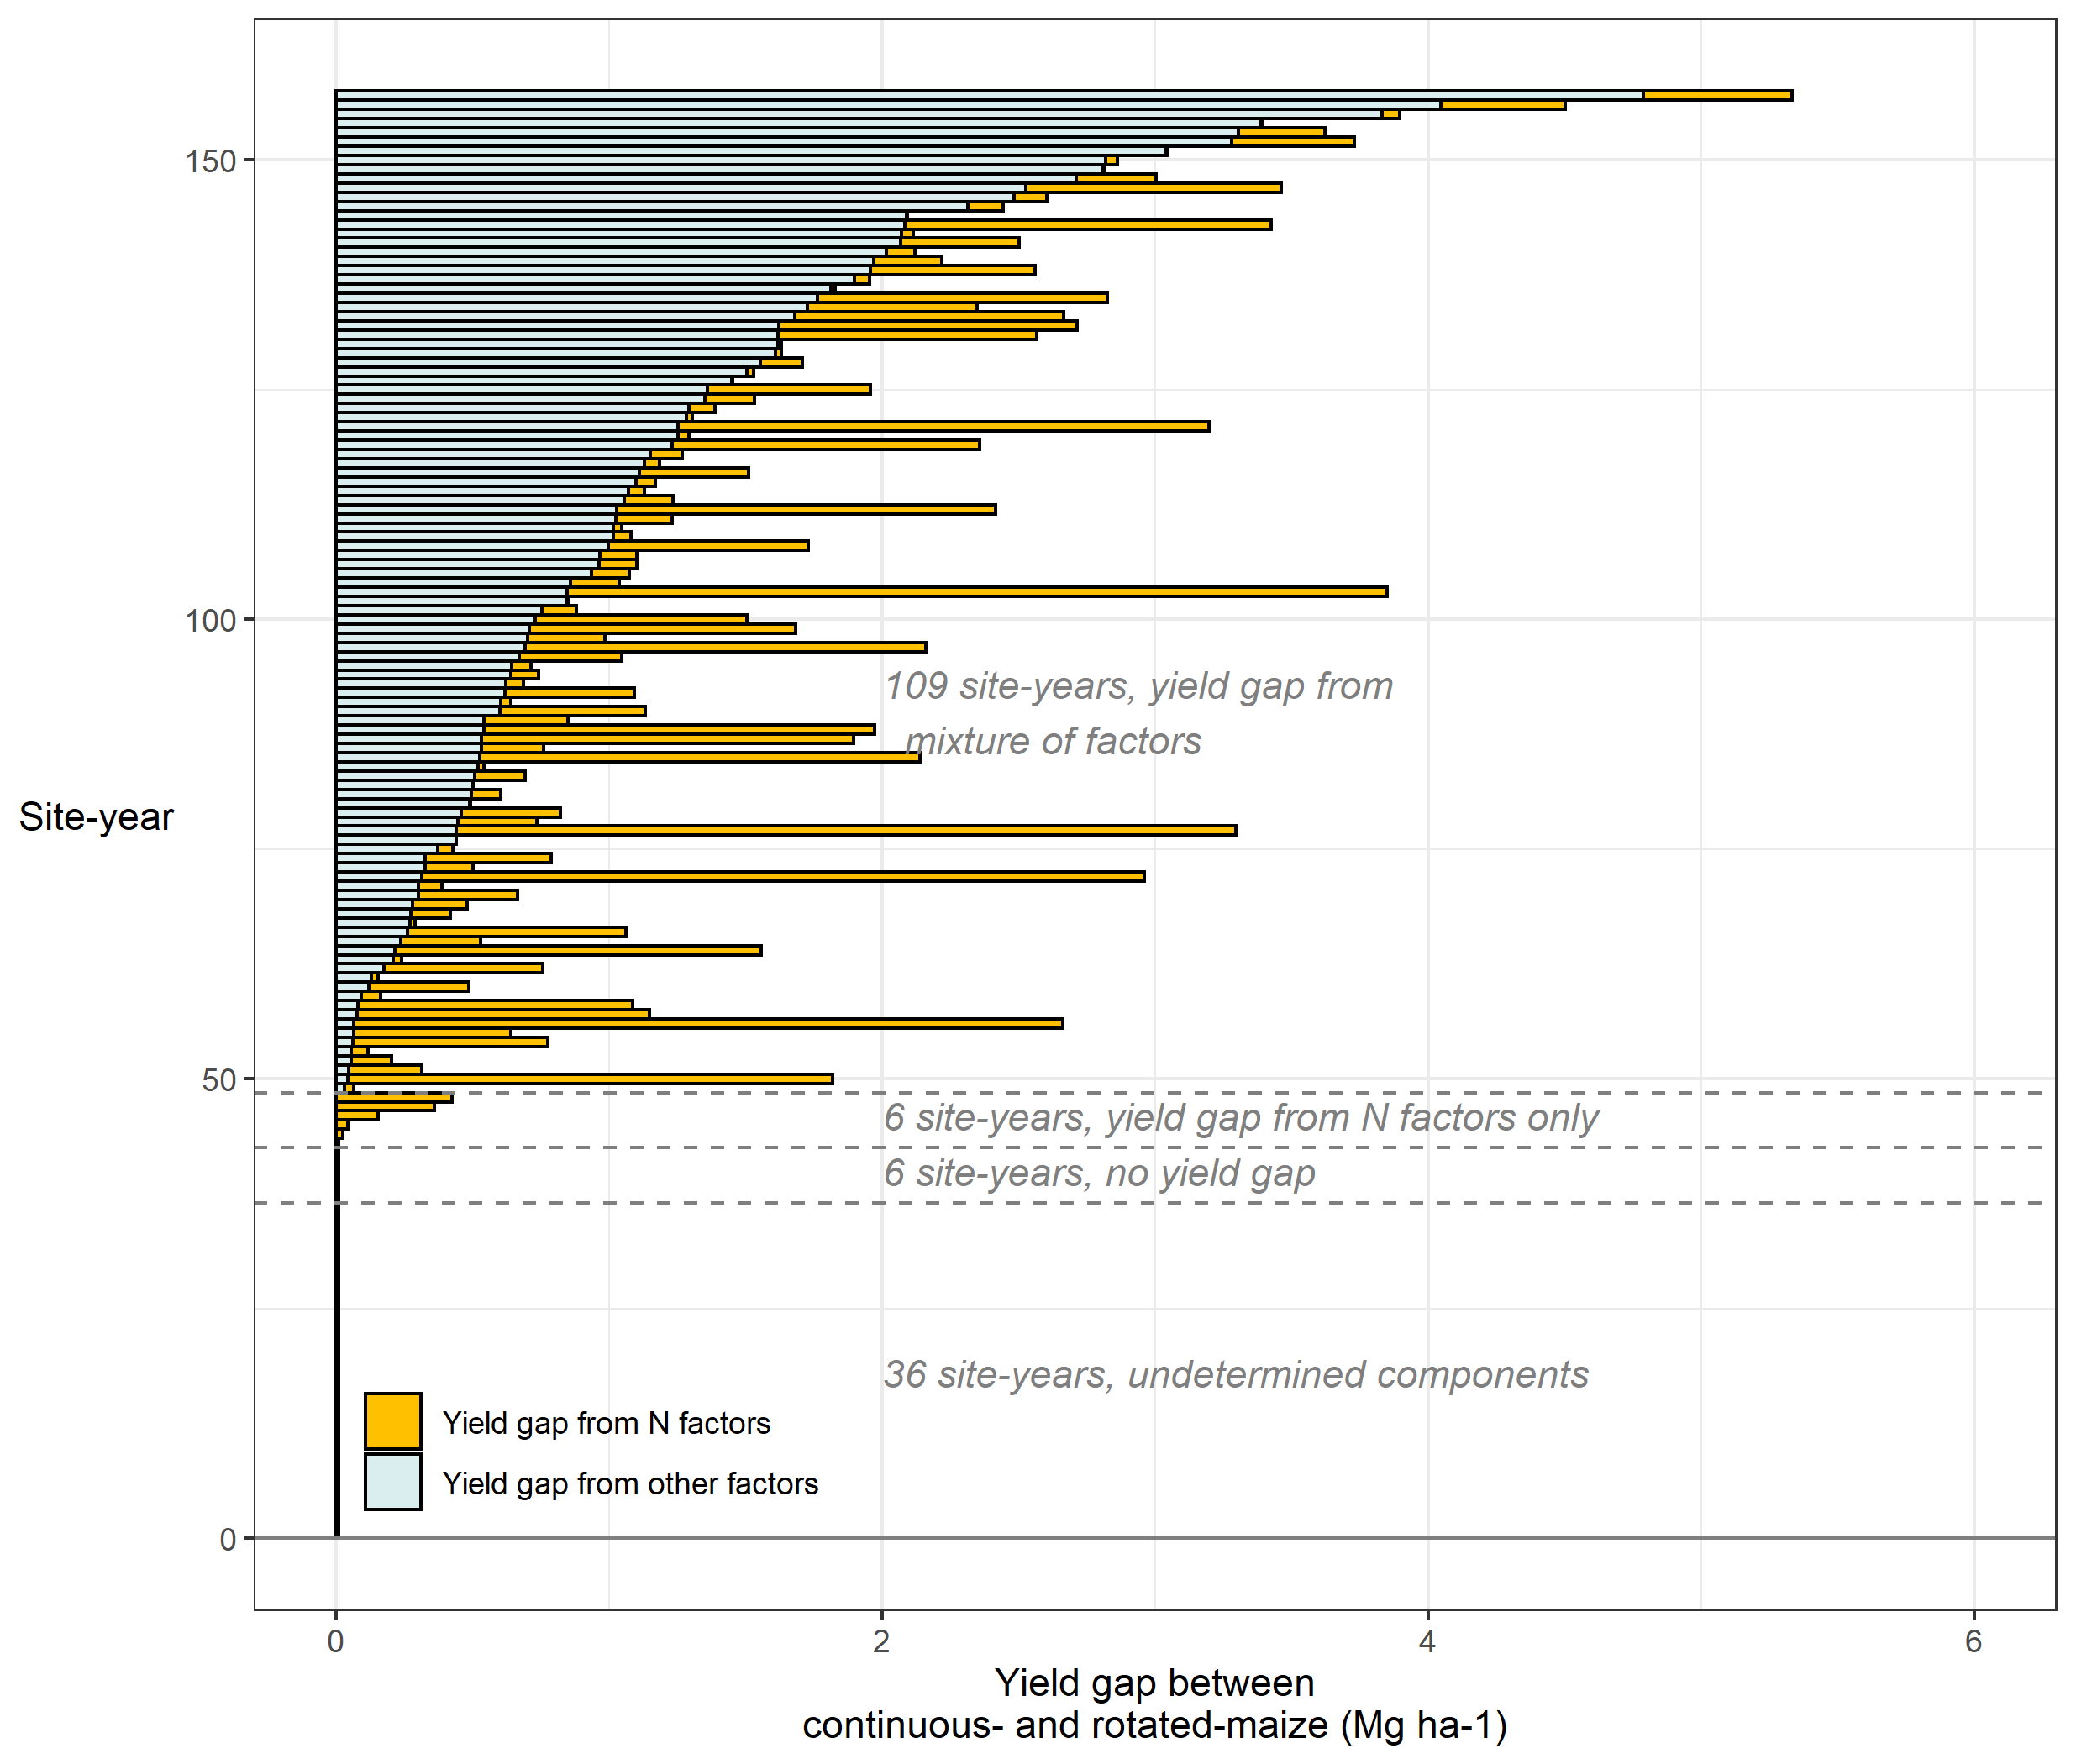 150
100
50
0
Site-year
109 site-years, yield gap from
mixture of factors
6 site-years, yield gap from N factors only
6 site-years, no yield gap
36 site-years, undetermined components
Yield gap from N factors
Yield gap from other factors
0 2 4 6
Yield gap between
continuous- and rotated-maize (Mg ha-1)